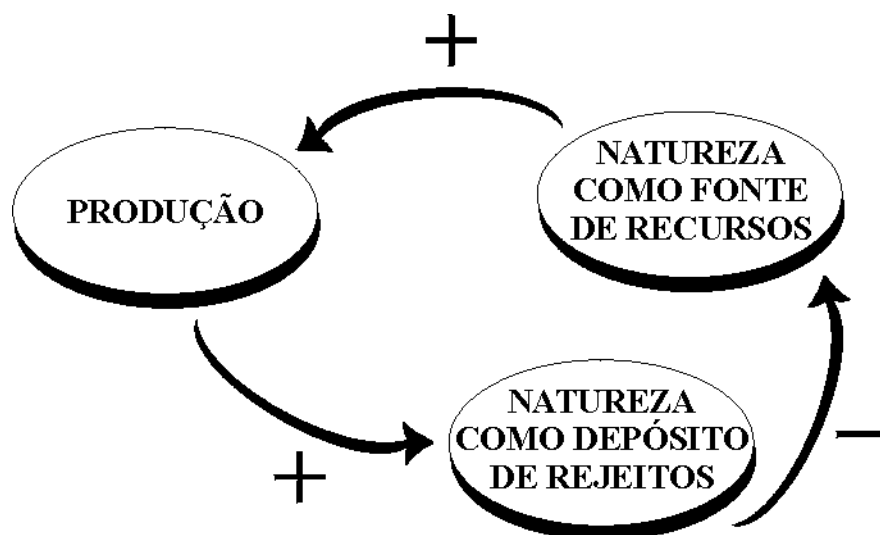 +
PRODUÇÃO
NATUREZA
COMO FONTE
DE RECURSOS
NATUREZA
COMO DEPÓSITO
DE REJEITOS
+
−